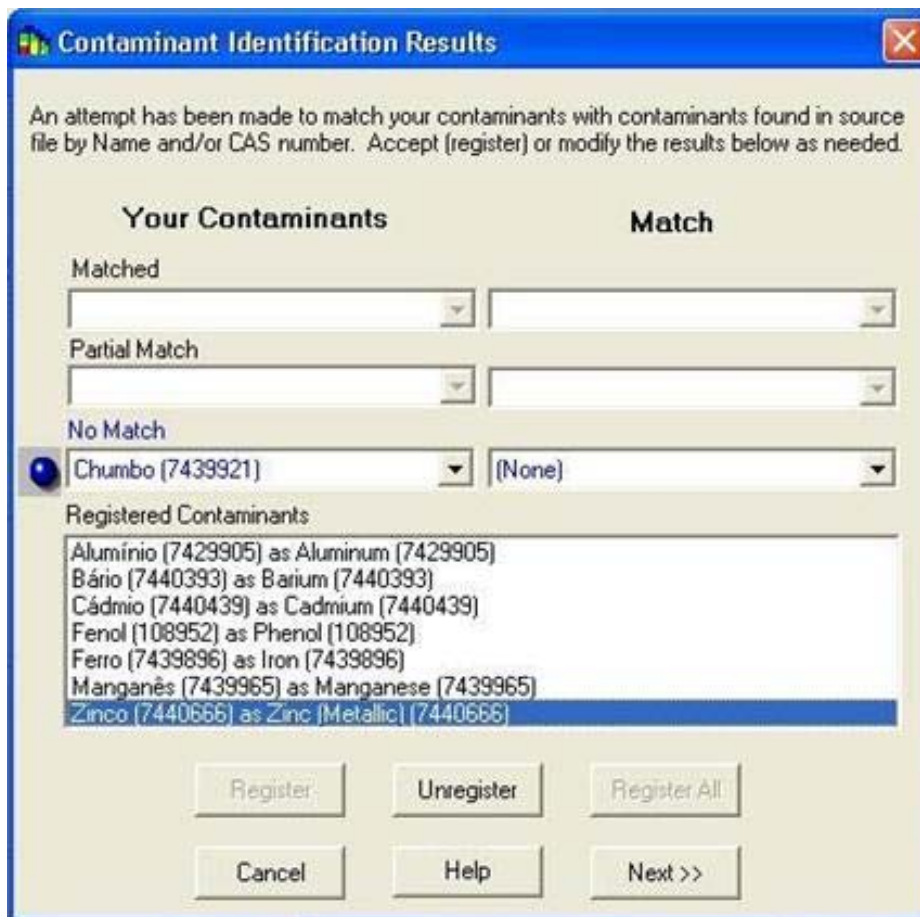 Contaminant Identification Results
An attempt has been made to match your contaminants with contaminants found in source
file by Name and/or CAS number. Accept (register) or modify the results below as needed.
Your Contaminants Match
Matched
Partial Match
No Match
Chumbo (7439921) (None)
Registered Contaminants
Alumínio (7429905) as Aluminum (7429905)
Bário (7440393) as Barium (7440393)
Cádmio (7440439) as Cadmium (7440439)
Fenol (108952) as Phenol (108952)
Ferro (7439896) as Iron (7439896)
Manganês (7439965) as Manganese (7439965)
Zinco (7440666) as Zinc (Metallic) (7440666)
Register Unregister Register All
Cancel Help Next >>